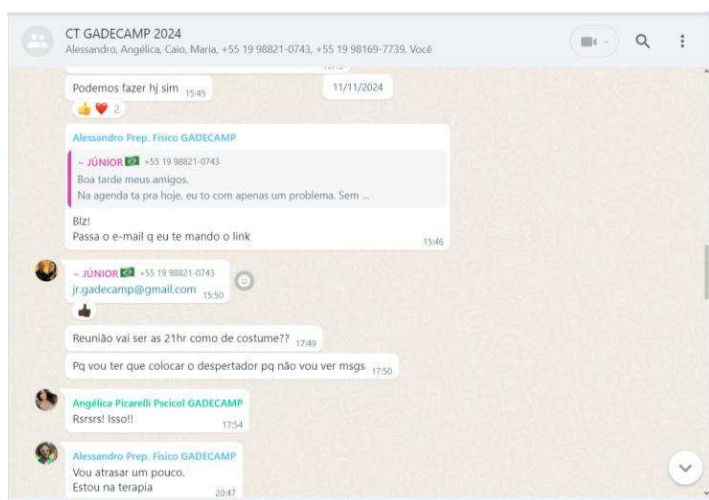 CT GADECAMP 2024
Alessandro, Angélica, Caio, Maria, +55 19 98821-0743, +55 19 98169-7739, Você
Podemos fazer hj sim 15:45
11/11/2024
2
Alessandro Prep. Físico GADECAMP
~ JÚNIOR +55 19 98821-0743
Boa tarde meus amigos.
Na agenda ta pra hoje, eu to com apenas um problema. Sem ...
Blz!
Passa o e-mail q eu te mando o link
15:46
~ JÚNIOR +55 19 98821-0743
jr.gadecamp@gmail.com 15:50
Reunião vai ser as 21hr como de costume?? 17:49
Pq vou ter que colocar o despertador pq não vou ver msgs 17:50
Angélica Picarelli Pscicol GADECAMP
Rsrsrs! Isso!! 17:54
Alessandro Prep. Físico GADECAMP
Vou atrasar um pouco.
Estou na terapia 20:47